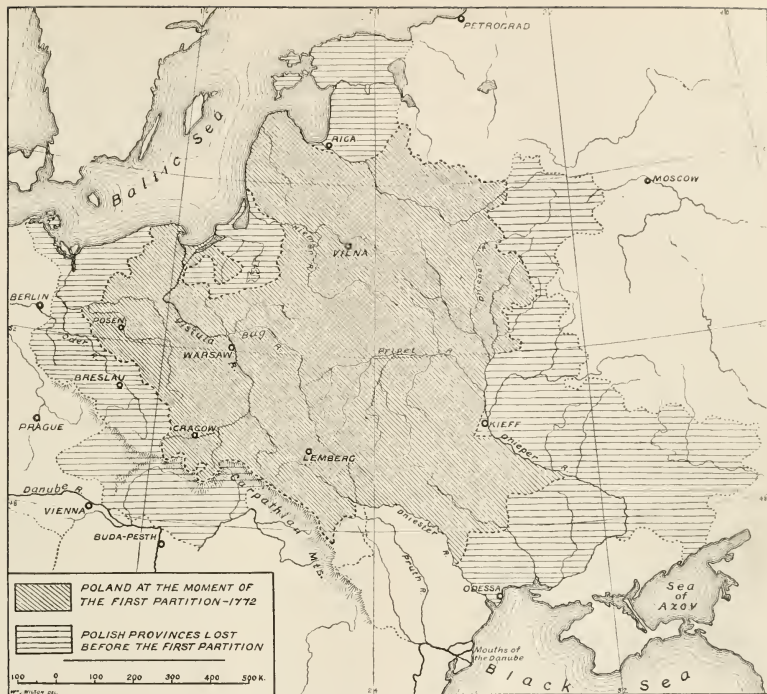 PETROGRAD
RIGA
MOSCOW
Baltic Sea
Niemen R.
VILNA
Dnieper R.
BERLIN
POSEN
Vistula R.
Bug R.
WARSAW
Pripet R.
Oder R.
BRESLAU
PRAGUE
CRACOW
KIEFF
Dnieper R.
LEMBERG
Carpathian Mts.
Danube R.
VIENNA
BUDA-PESTH
Dniester R.
Pruth R.
ODESSA
Sea
of
Azov
Mouths of
the Danube
Black Sea
POLAND AT THE MOMENT OF
THE FIRST PARTITION-1772
POLISH PROVINCES LOST
BEFORE THE FIRST PARTITION
100 0 100 200 300 400 500 K.